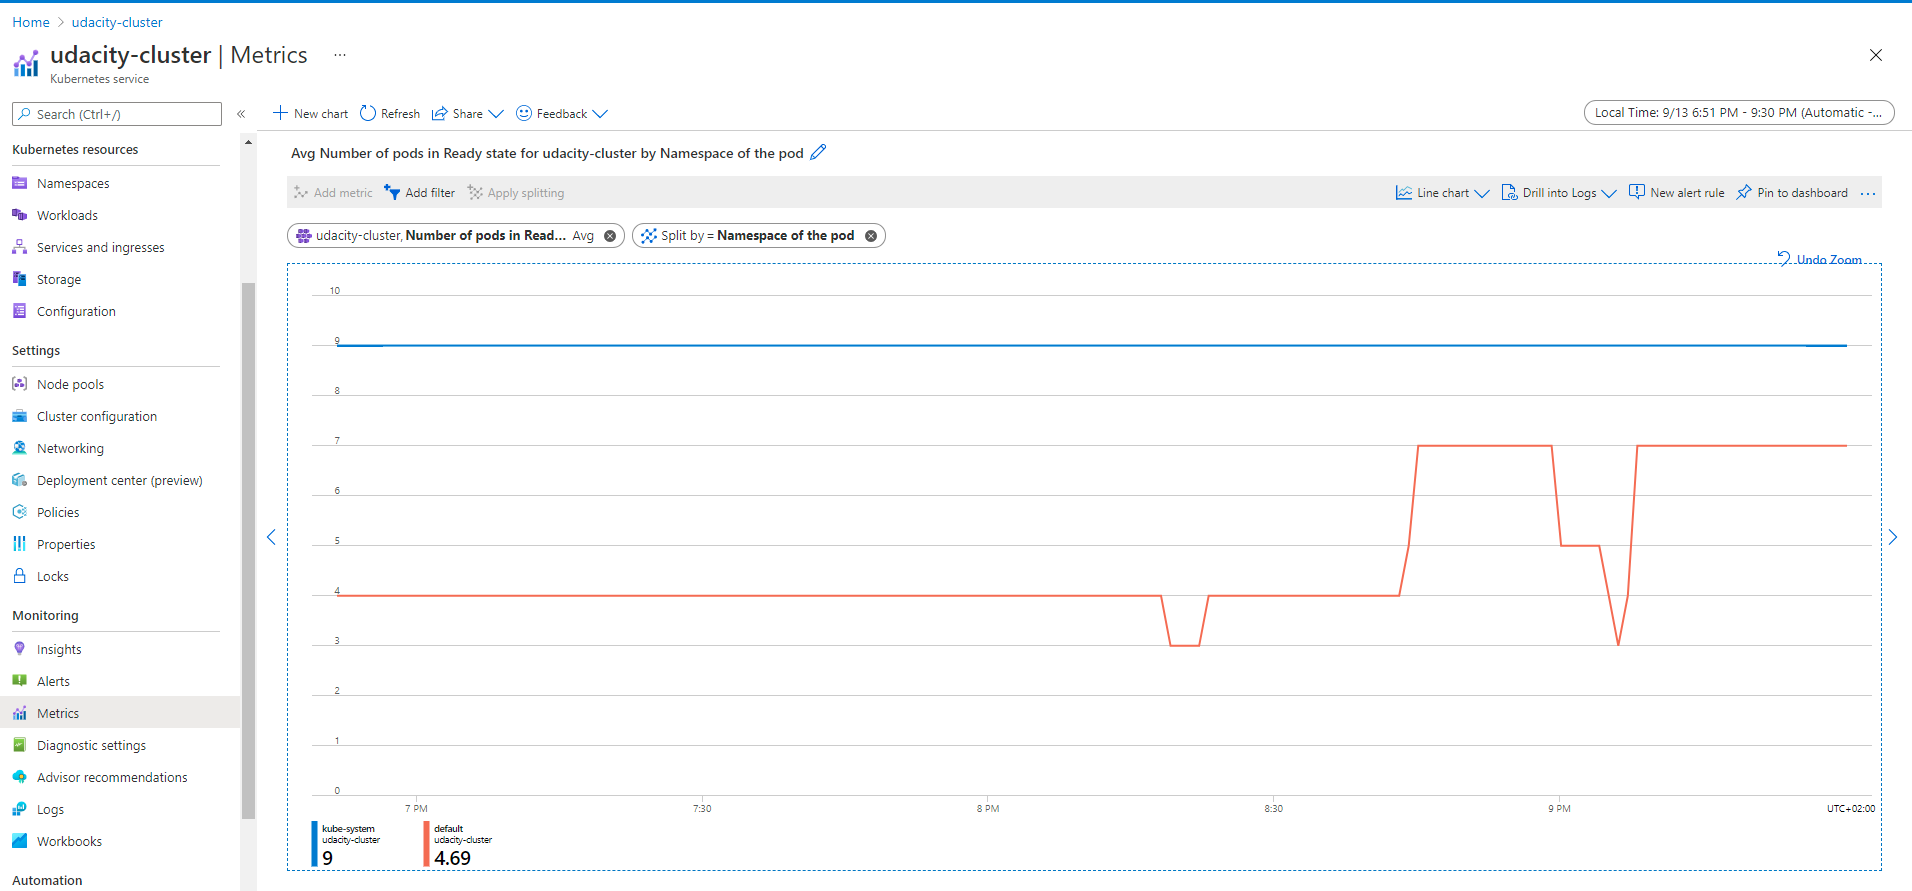 Home > udacity-cluster
udacity-cluster | Metrics ...
Kubernetes service
Search (Ctrl+/)
«
Kubernetes resources
Namespaces
Workloads
Services and ingresses
Storage
Configuration
Settings
Node pools
Cluster configuration
Networking
Deployment center (preview)
Policies
Properties
Locks
Monitoring
Insights
Alerts
Metrics
Diagnostic settings
Advisor recommendations
Logs
Workbooks
Automation
New chart Refresh Share Feedback
Local Time: 9/13 6:51 PM - 9:30 PM (Automatic -...
Avg Number of pods in Ready state for udacity-cluster by Namespace of the pod
Add metric Add filter Apply splitting
Line chart Drill into Logs New alert rule Pin to dashboard ...
udacity-cluster, Number of pods in Read... Avg
Split by = Namespace of the pod
Undo Zoom
10
9
8
7
6
5
4
3
2
1
0
7 PM 7:30 8 PM 8:30 9 PM UTC+02:00
kube-system
udacity-cluster
9
default
udacity-cluster
4.69